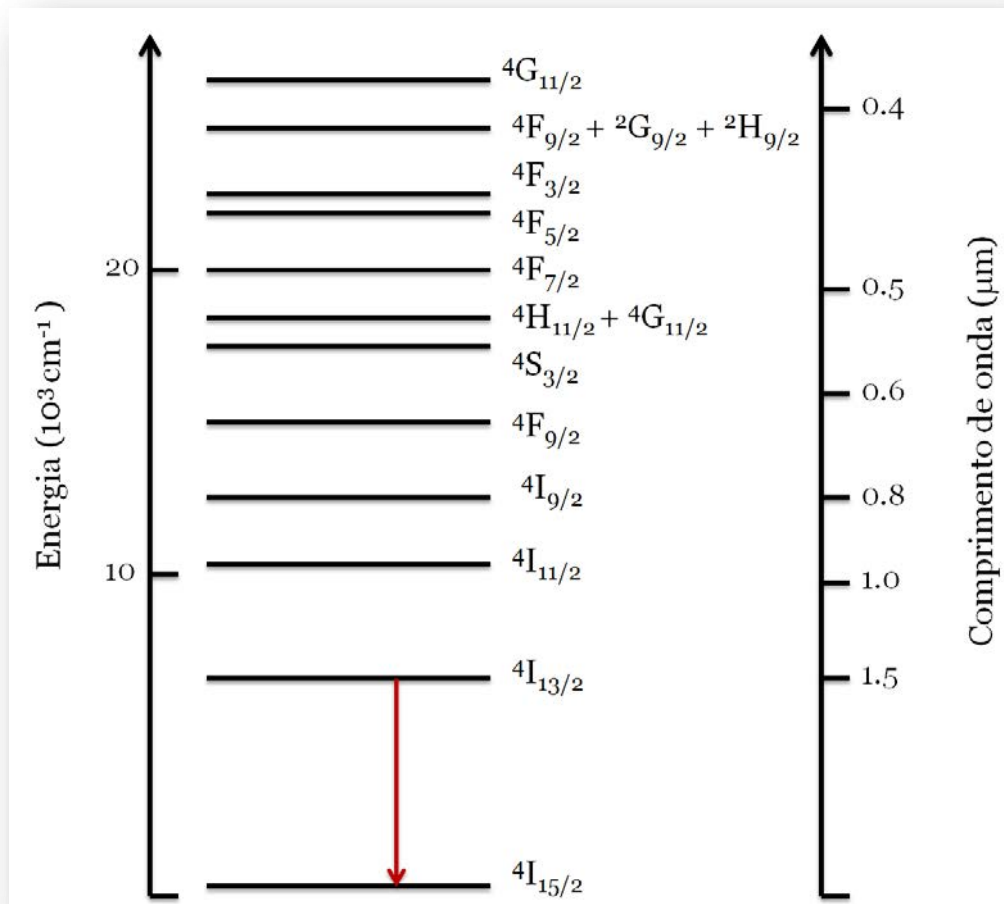 ⁴G₁₁/₂
0.4
⁴F₉/₂ + ²G₉/₂ + ²H₉/₂
⁴F₃/₂
⁴F₅/₂
20
⁴F₇/₂
0.5
⁴H₁₁/₂ + ⁴G₁₁/₂
⁴S₃/₂
0.6
⁴F₉/₂
⁴I₉/₂
0.8
10
⁴I₁₁/₂
1.0
⁴I₁₃/₂
1.5
⁴I₁₅/₂
Energia (10³ cm⁻¹)
Comprimento de onda (μm)